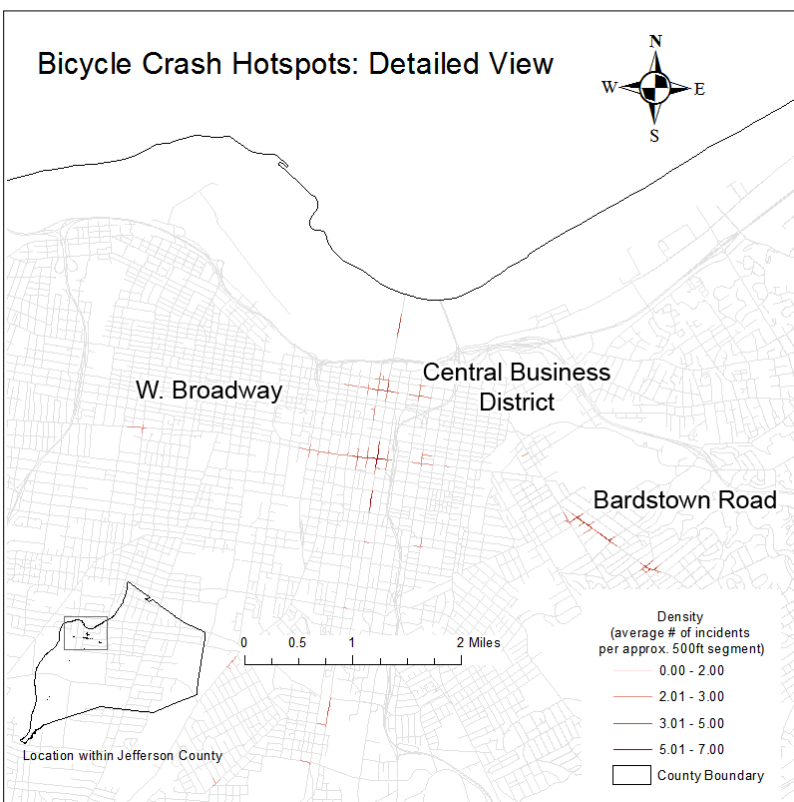 Bicycle Crash Hotspots: Detailed View
N
W
E
S
W. Broadway
Central Business
District
Bardstown Road
0
0.5
1
2 Miles
Location within Jefferson County
Density
(average # of incidents
per approx. 500ft segment)
0.00 - 2.00
2.01 - 3.00
3.01 - 5.00
5.01 - 7.00
County Boundary